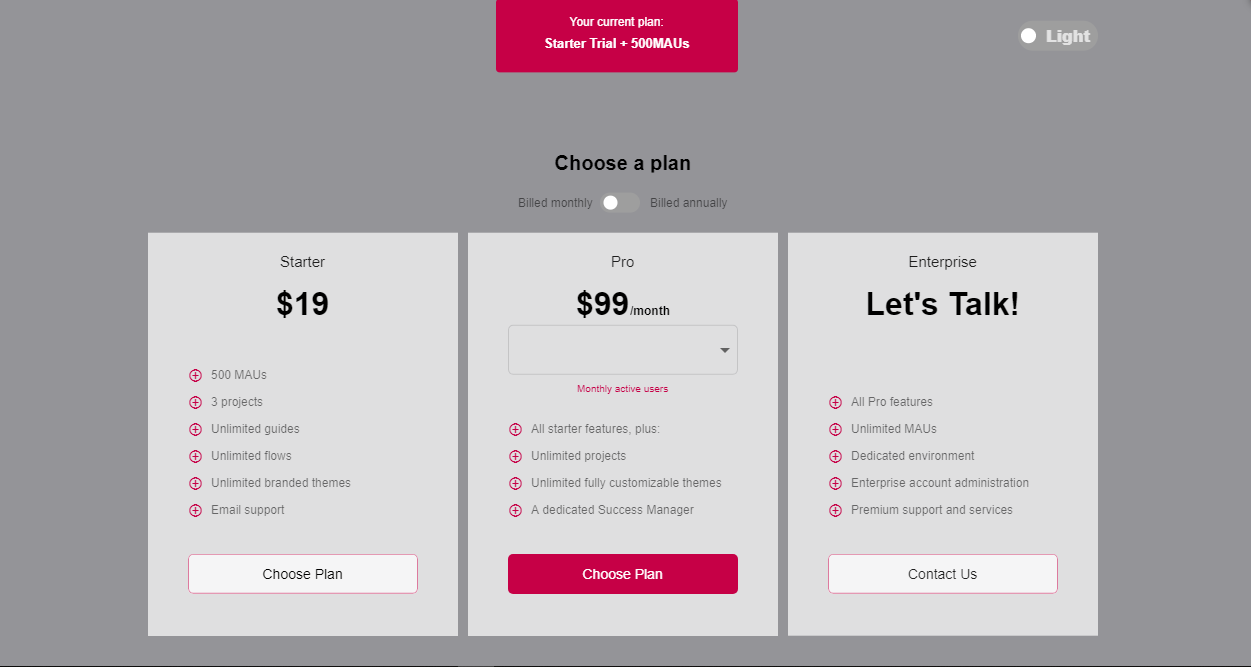 Your current plan:
Starter Trial + 500MAUs
Light
Choose a plan
Billed monthly
Billed annually
Starter
$19
500 MAUs
3 projects
Unlimited guides
Unlimited flows
Unlimited branded themes
Email support
Choose Plan
Pro
$99/month
Monthly active users
All starter features, plus:
Unlimited projects
Unlimited fully customizable themes
A dedicated Success Manager
Choose Plan
Enterprise
Let's Talk!
All Pro features
Unlimited MAUs
Dedicated environment
Enterprise account administration
Premium support and services
Contact Us